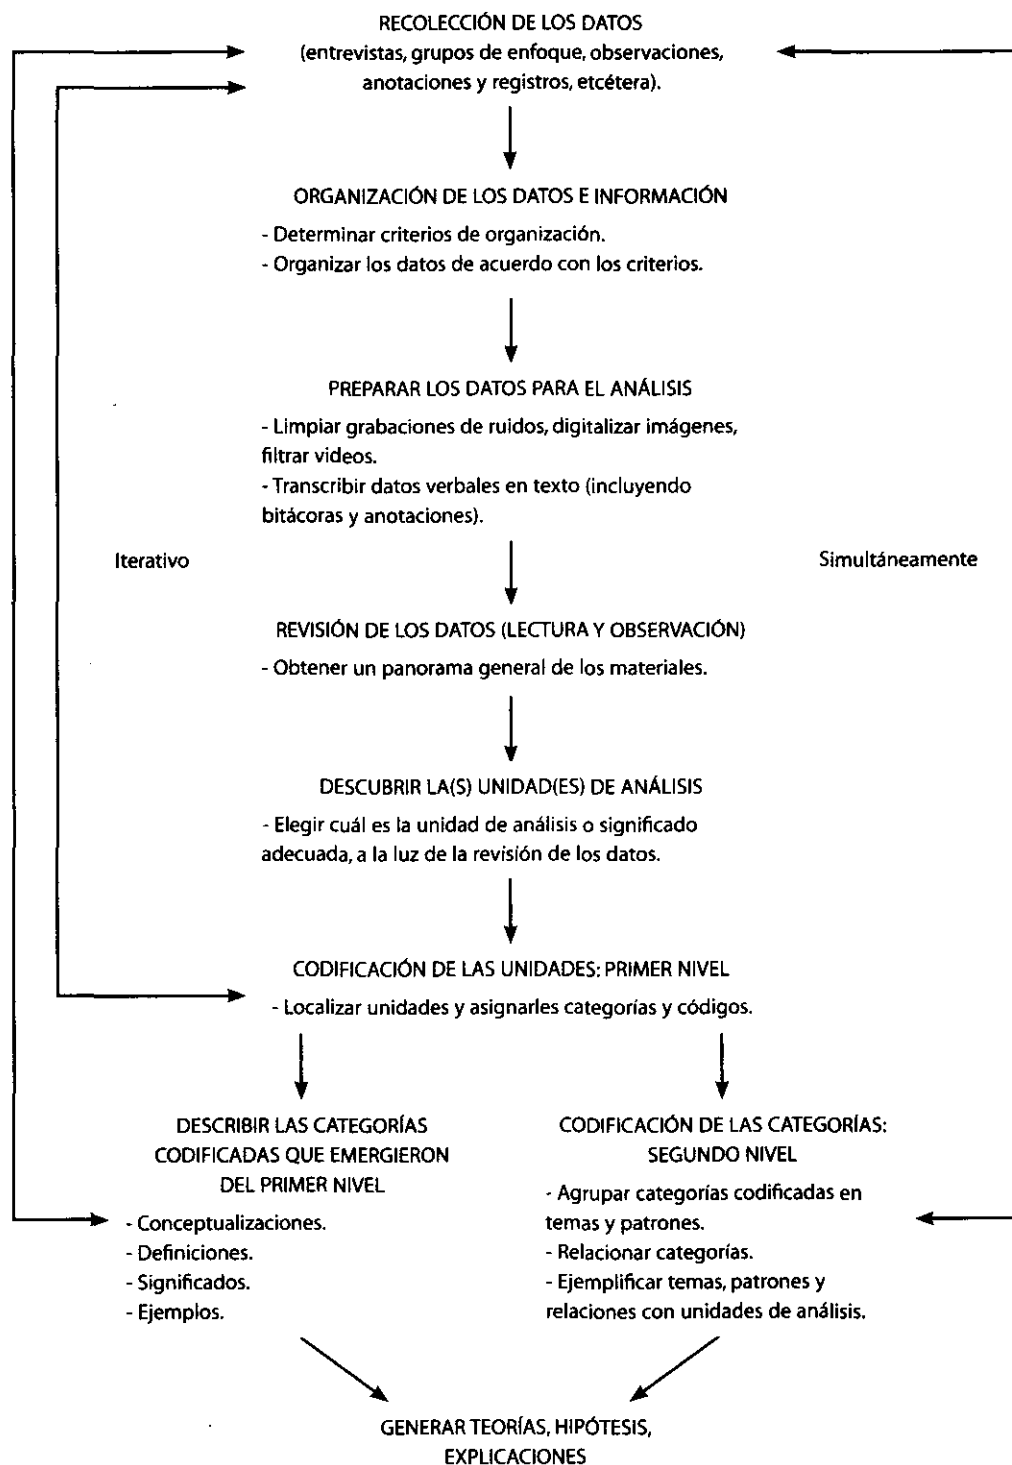 RECOLECCIÓN DE LOS DATOS
(entrevistas, grupos de enfoque, observaciones,
anotaciones y registros, etcétera).
ORGANIZACIÓN DE LOS DATOS E INFORMACIÓN
- Determinar criterios de organización.
- Organizar los datos de acuerdo con los criterios.
PREPARAR LOS DATOS PARA EL ANÁLISIS
- Limpiar grabaciones de ruidos, digitalizar imágenes,
filtrar videos.
- Transcribir datos verbales en texto (incluyendo
bitácoras y anotaciones).
Iterativo
Simultáneamente
REVISIÓN DE LOS DATOS (LECTURA Y OBSERVACIÓN)
- Obtener un panorama general de los materiales.
DESCUBRIR LA(S) UNIDAD(ES) DE ANÁLISIS
- Elegir cuál es la unidad de análisis o significado
adecuada, a la luz de la revisión de los datos.
CODIFICACIÓN DE LAS UNIDADES: PRIMER NIVEL
- Localizar unidades y asignarles categorías y códigos.
DESCRIBIR LAS CATEGORÍAS
CODIFICADAS QUE EMERGIERON
DEL PRIMER NIVEL
- Conceptualizaciones.
- Definiciones.
- Significados.
- Ejemplos.
CODIFICACIÓN DE LAS CATEGORÍAS:
SEGUNDO NIVEL
- Agrupar categorías codificadas en
temas y patrones.
- Relacionar categorías.
- Ejemplificar temas, patrones y
relaciones con unidades de análisis.
GENERAR TEORÍAS, HIPÓTESIS,
EXPLICACIONES